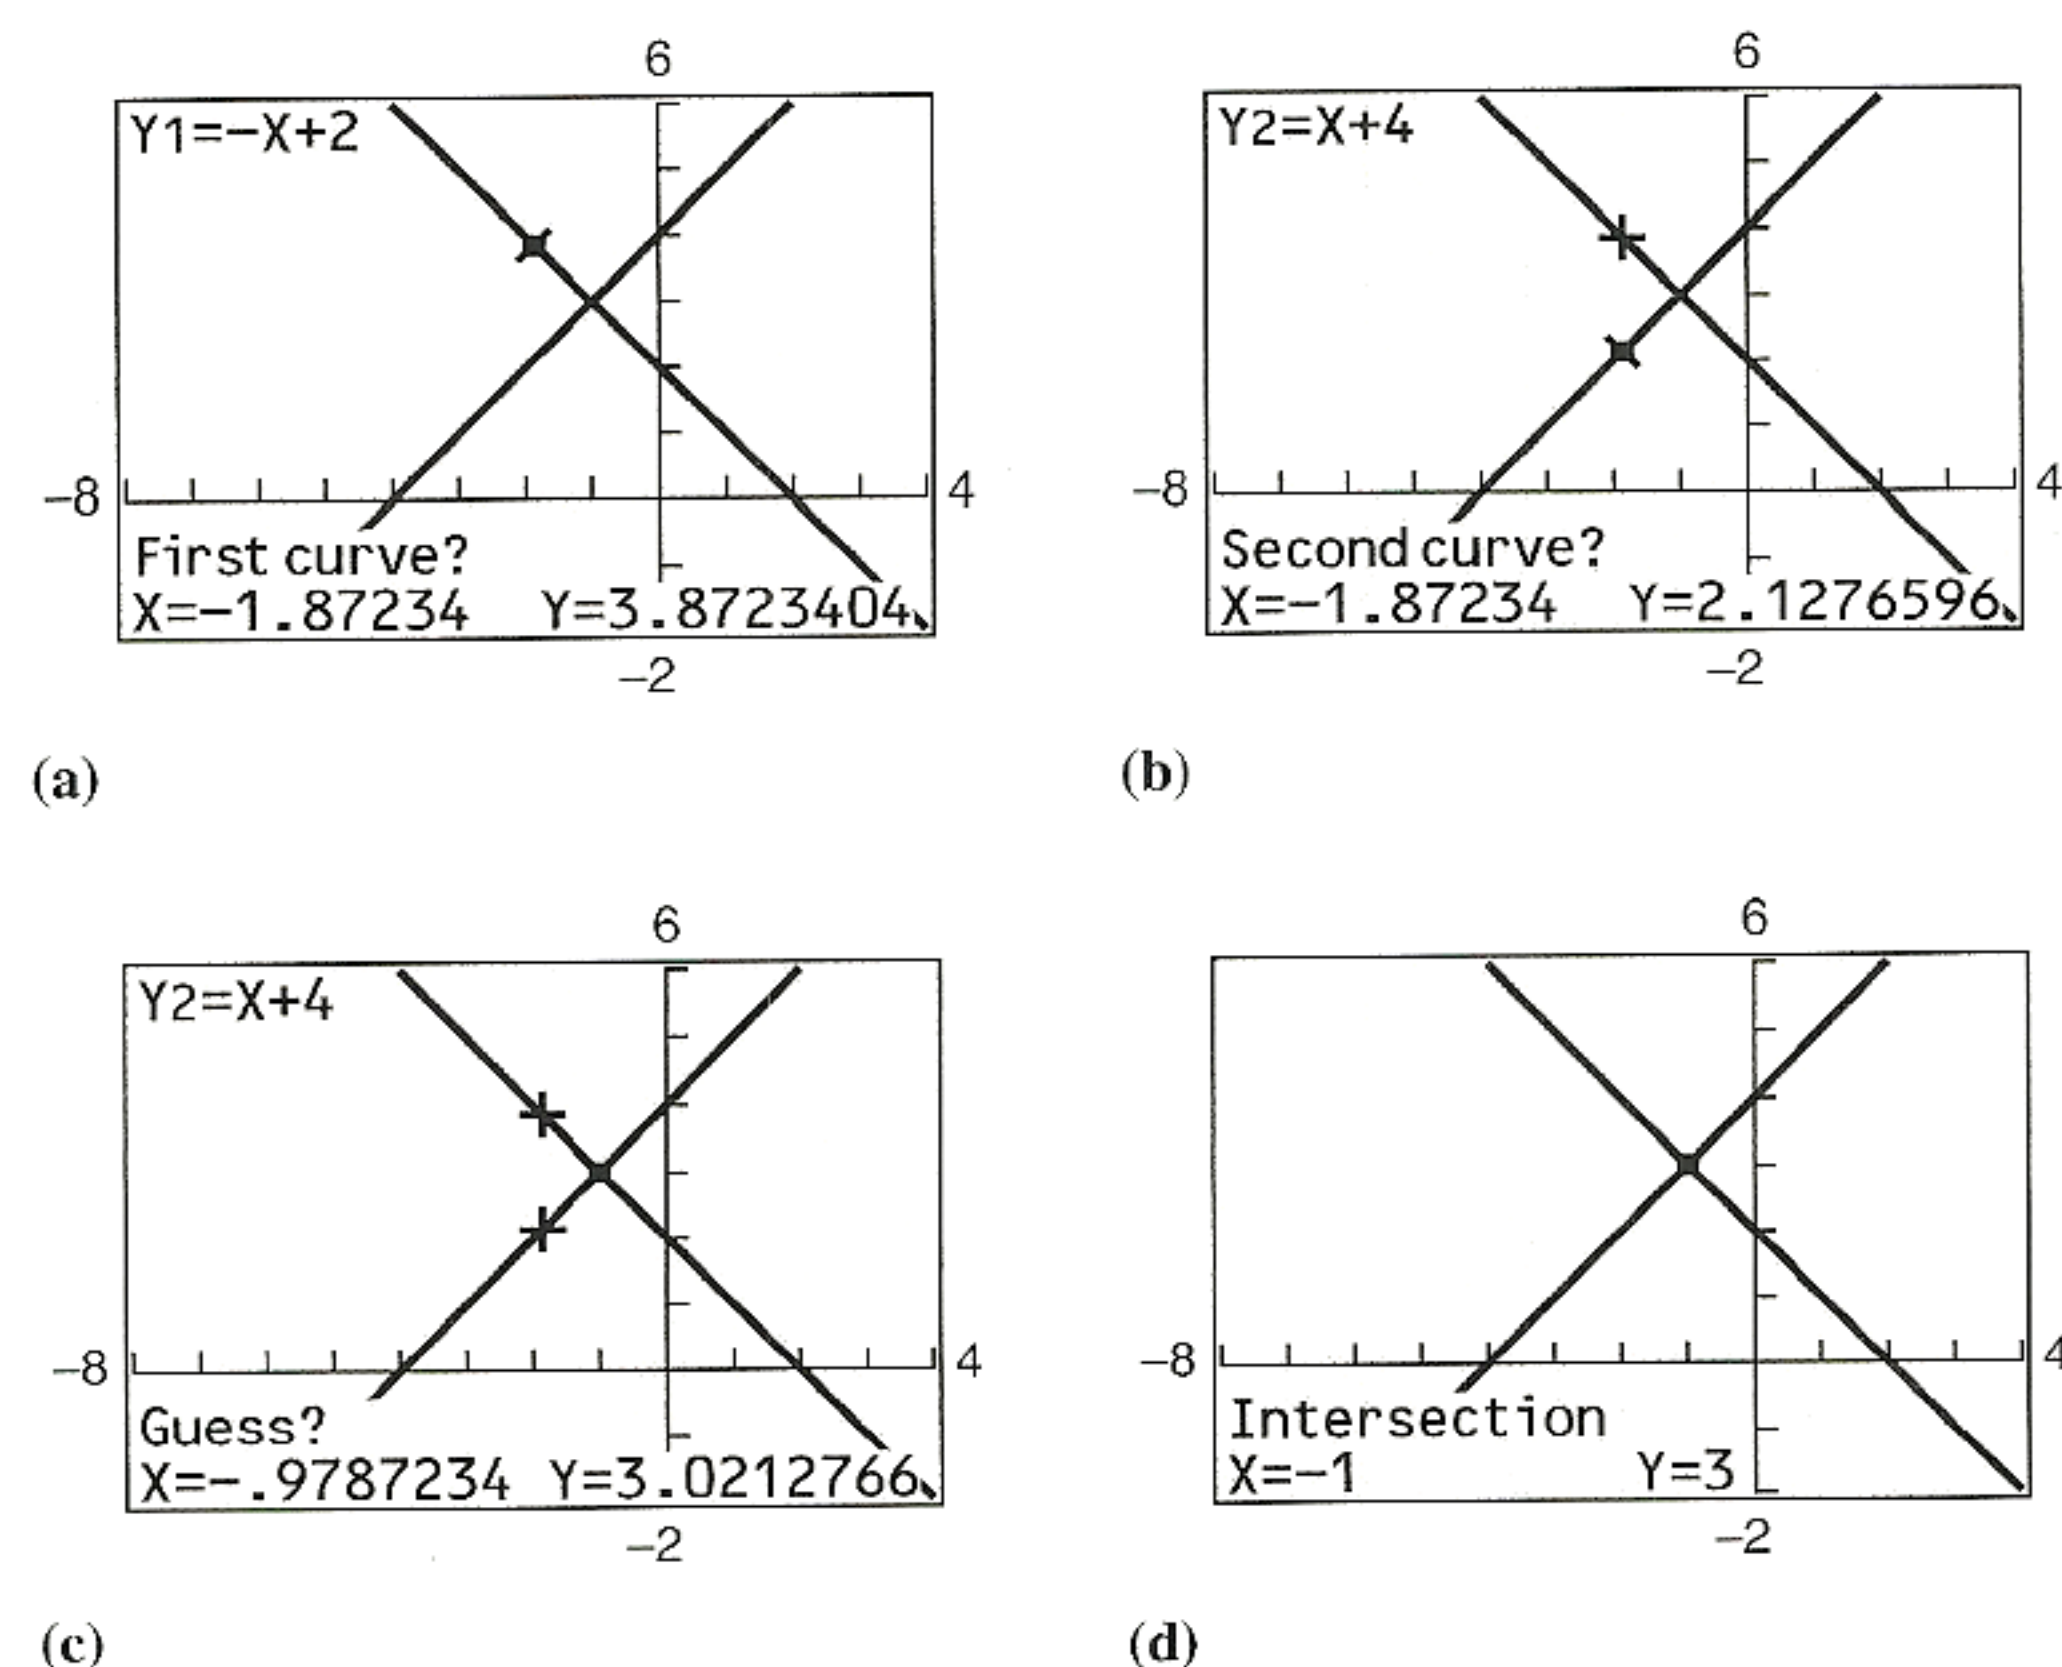 6
Y1=−X+2
−8
4
First curve?
X=−1.87234 Y=3.8723404
−2
(a)
6
Y2=X+4
−8
4
Second curve?
X=−1.87234 Y=2.1276596
−2
(b)
6
Y2=X+4
−8
4
Guess?
X=−.9787234 Y=3.0212766
−2
(c)
6
−8
4
Intersection
X=−1 Y=3
−2
(d)